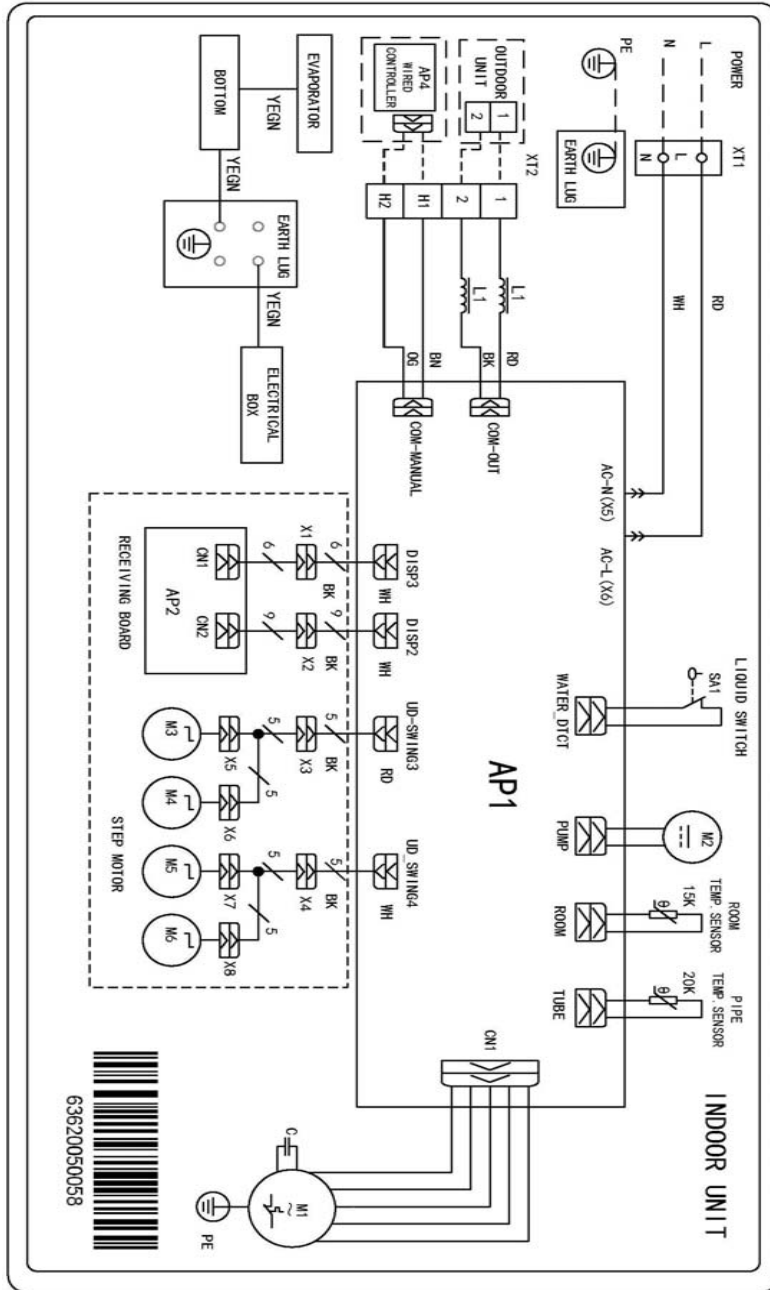 INDOOR UNIT
POWER
L
N
PE
XT1
L
N
EARTH LUG
RD
WH
AC-N(X5)
AC-L(X6)
LIQUID SWITCH
SA1
WATER_DTCT
M2
PUMP
ROOM
TEMP. SENSOR
15K
θ
ROOM
PIPE
TEMP. SENSOR
20K
θ
TUBE
OUTDOOR
UNIT
1
2
AP4
WIRED
CONTROLLER
XT2
1
2
H1
H2
L1
L1
RD
BK
BN
OG
COM-OUT
COM-MANUAL
AP1
CN1
M1
~
C
PE
EVAPORATOR
YEGN
BOTTOM
YEGN
EARTH LUG
YEGN
ELECTRICAL
BOX
DISP3
WH
DISP2
WH
UD-SWING3
RD
UD_SWING4
WH
6
BK
9
BK
5
BK
5
BK
X1
X2
X3
X4
6
9
5
5
5
5
CN1
CN2
AP2
RECEIVING BOARD
X5
X6
X7
X8
M3
M4
M5
M6
STEP MOTOR
63620050058